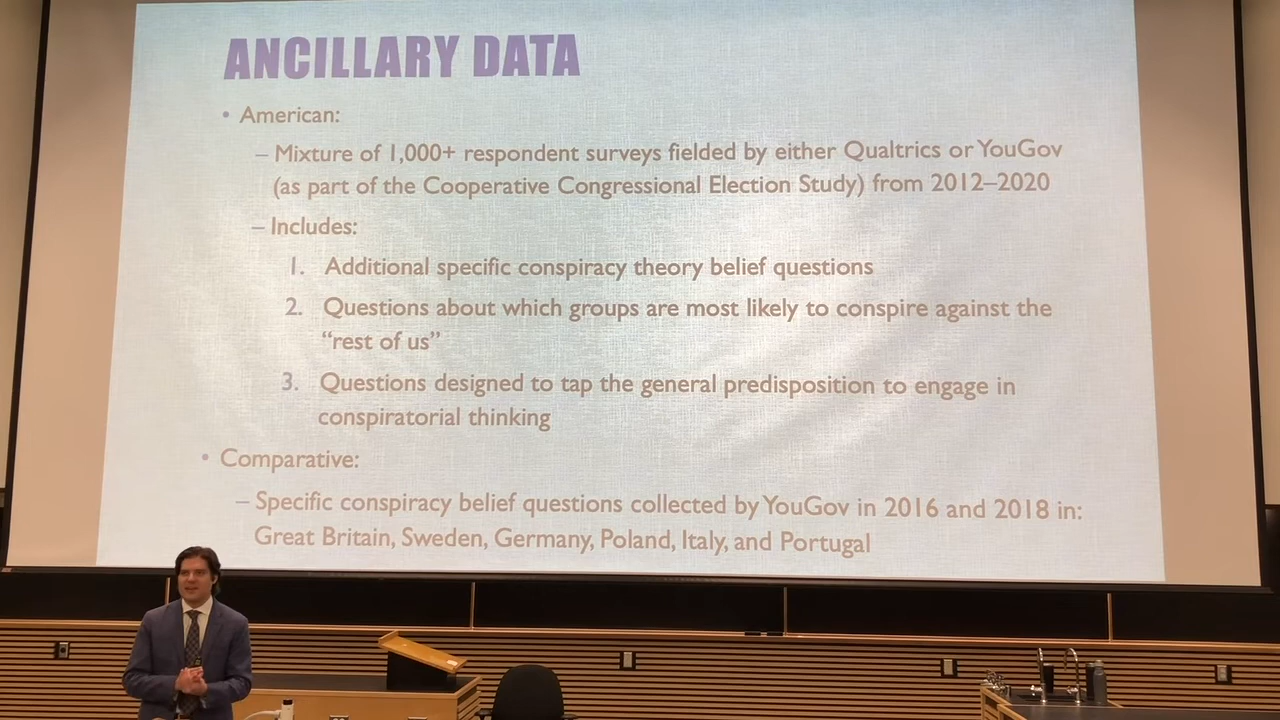 ANCILLARY DATA
• American:
– Mixture of 1,000+ respondent surveys fielded by either Qualtrics or YouGov
(as part of the Cooperative Congressional Election Study) from 2012–2020
– Includes:
1. Additional specific conspiracy theory belief questions
2. Questions about which groups are most likely to conspire against the
“rest of us”
3. Questions designed to tap the general predisposition to engage in
conspiratorial thinking
• Comparative:
– Specific conspiracy belief questions collected by YouGov in 2016 and 2018 in:
Great Britain, Sweden, Germany, Poland, Italy, and Portugal